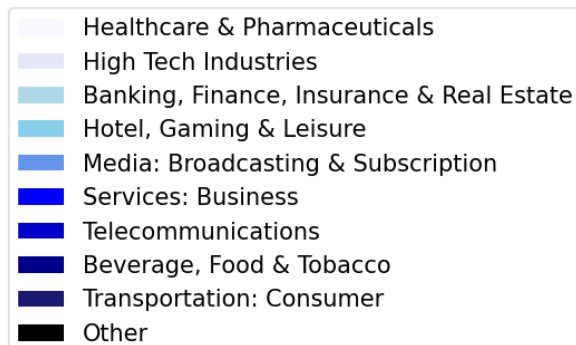 Healthcare & Pharmaceuticals
High Tech Industries
Banking, Finance, Insurance & Real Estate
Hotel, Gaming & Leisure
Media: Broadcasting & Subscription
Services: Business
Telecommunications
Beverage, Food & Tobacco
Transportation: Consumer
Other